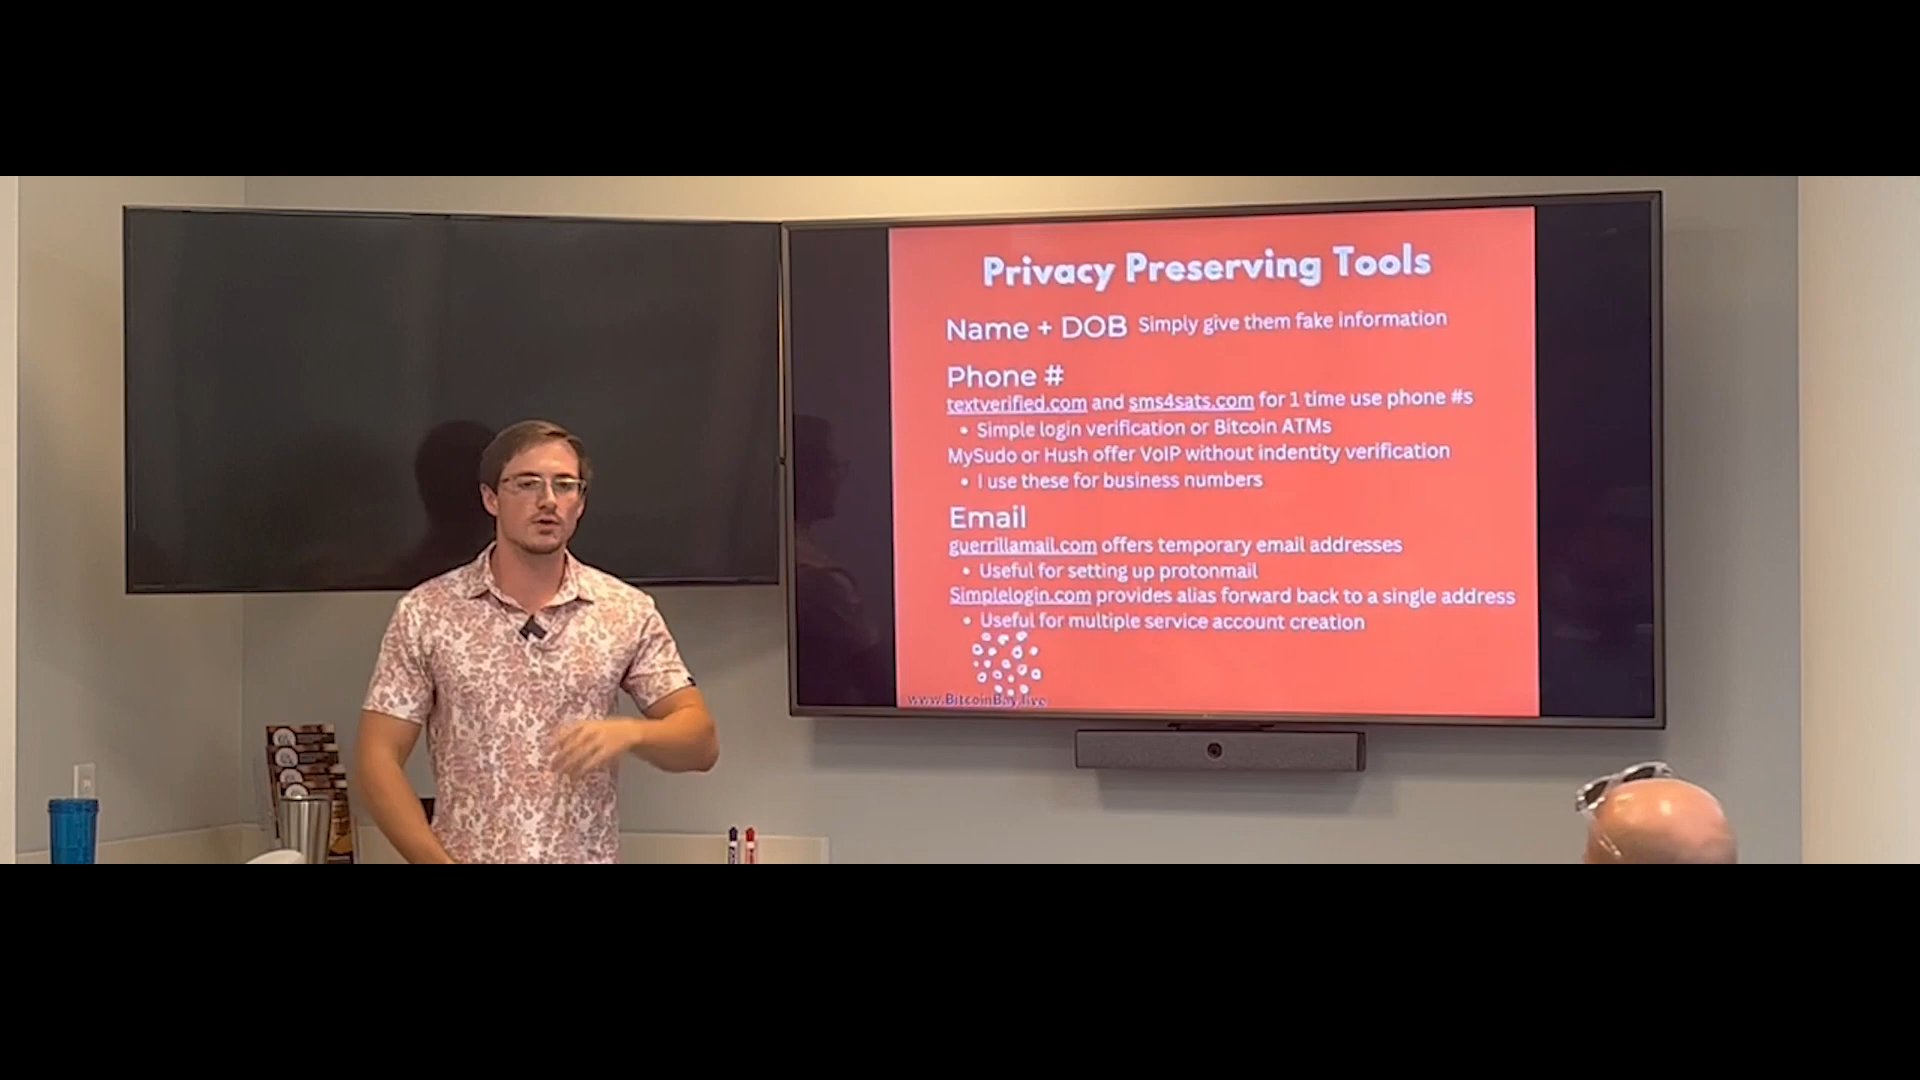 Privacy Preserving Tools
Name + DOB Simply give them fake information
Phone #
textverified.com and sms4sats.com for 1 time use phone #s
• Simple login verification or Bitcoin ATMs
MySudo or Hush offer VoIP without indentity verification
• I use these for business numbers
Email
guerrillamail.com offers temporary email addresses
• Useful for setting up protonmail
Simplelogin.com provides alias forward back to a single address
• Useful for multiple service account creation
www.BitcoinBay.live